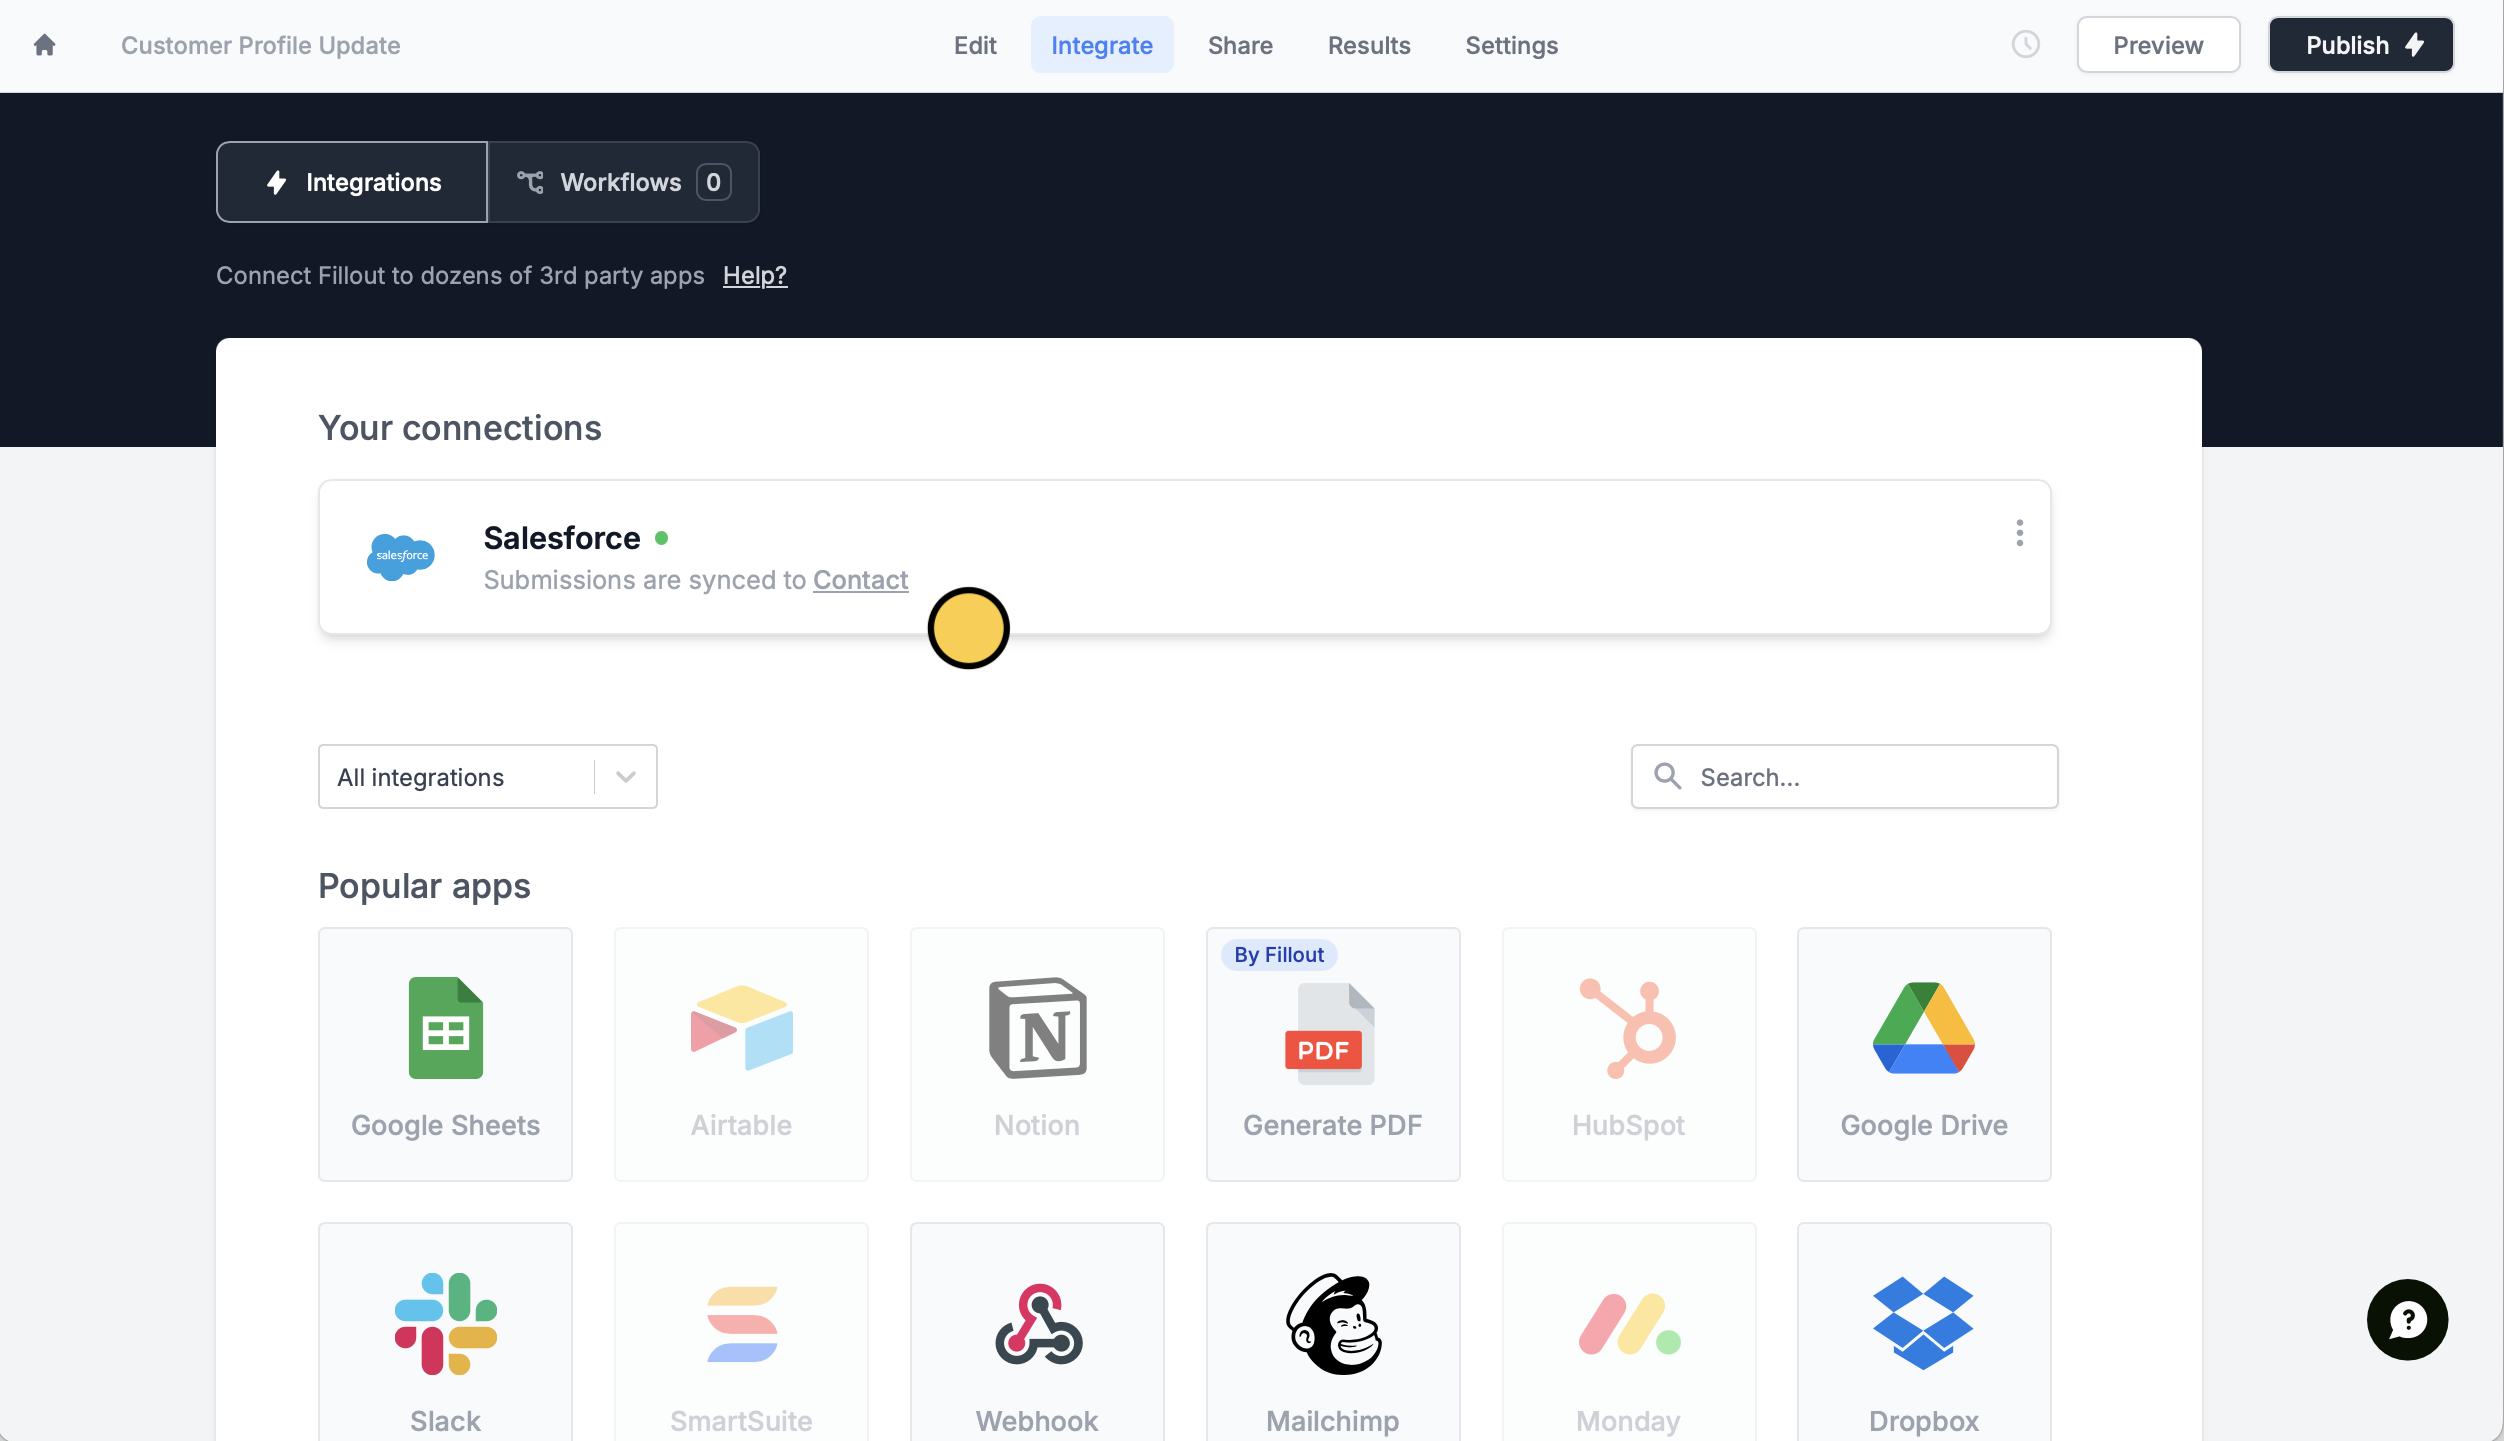 Customer Profile Update
Edit
Integrate
Share
Results
Settings
Preview
Publish
Integrations
Workflows 0
Connect Fillout to dozens of 3rd party apps Help?
Your connections
salesforce
Salesforce
Submissions are synced to Contact
All integrations
Search...
Popular apps
Google Sheets
Airtable
N
Notion
By Fillout
PDF
Generate PDF
HubSpot
Google Drive
Slack
SmartSuite
Webhook
Mailchimp
Monday
Dropbox
?